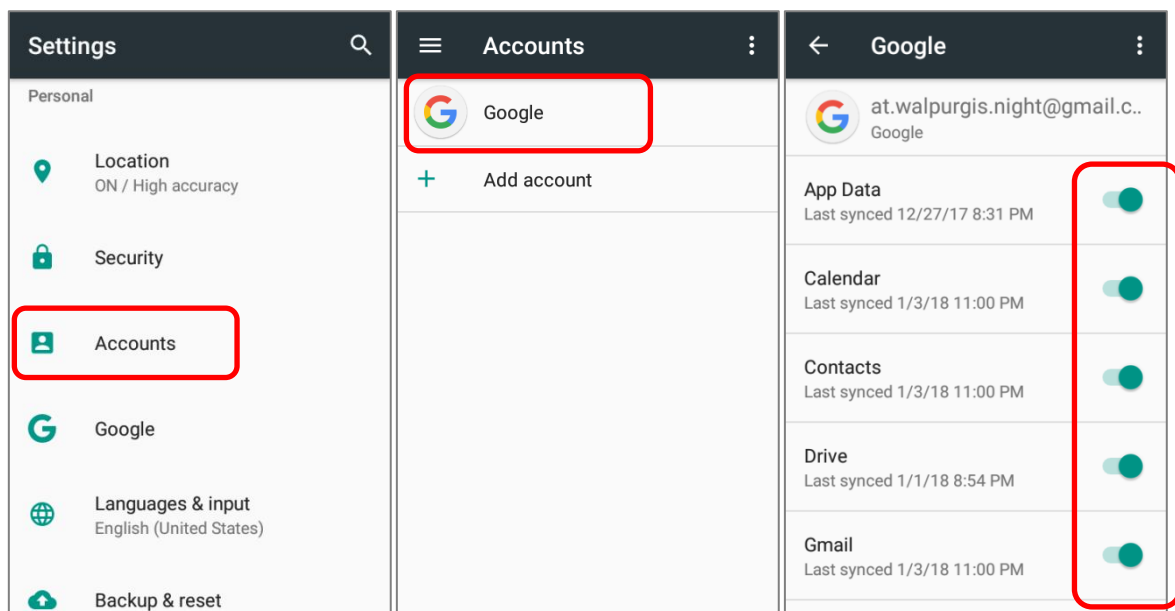 Settings
Personal
Location
ON / High accuracy
Security
Accounts
Google
Languages & input
English (United States)
Backup & reset
Accounts
Google
Add account
Google
at.walpurgis.night@gmail.c..
Google
App Data
Last synced 12/27/17 8:31 PM
Calendar
Last synced 1/3/18 11:00 PM
Contacts
Last synced 1/3/18 11:00 PM
Drive
Last synced 1/1/18 8:54 PM
Gmail
Last synced 1/3/18 11:00 PM